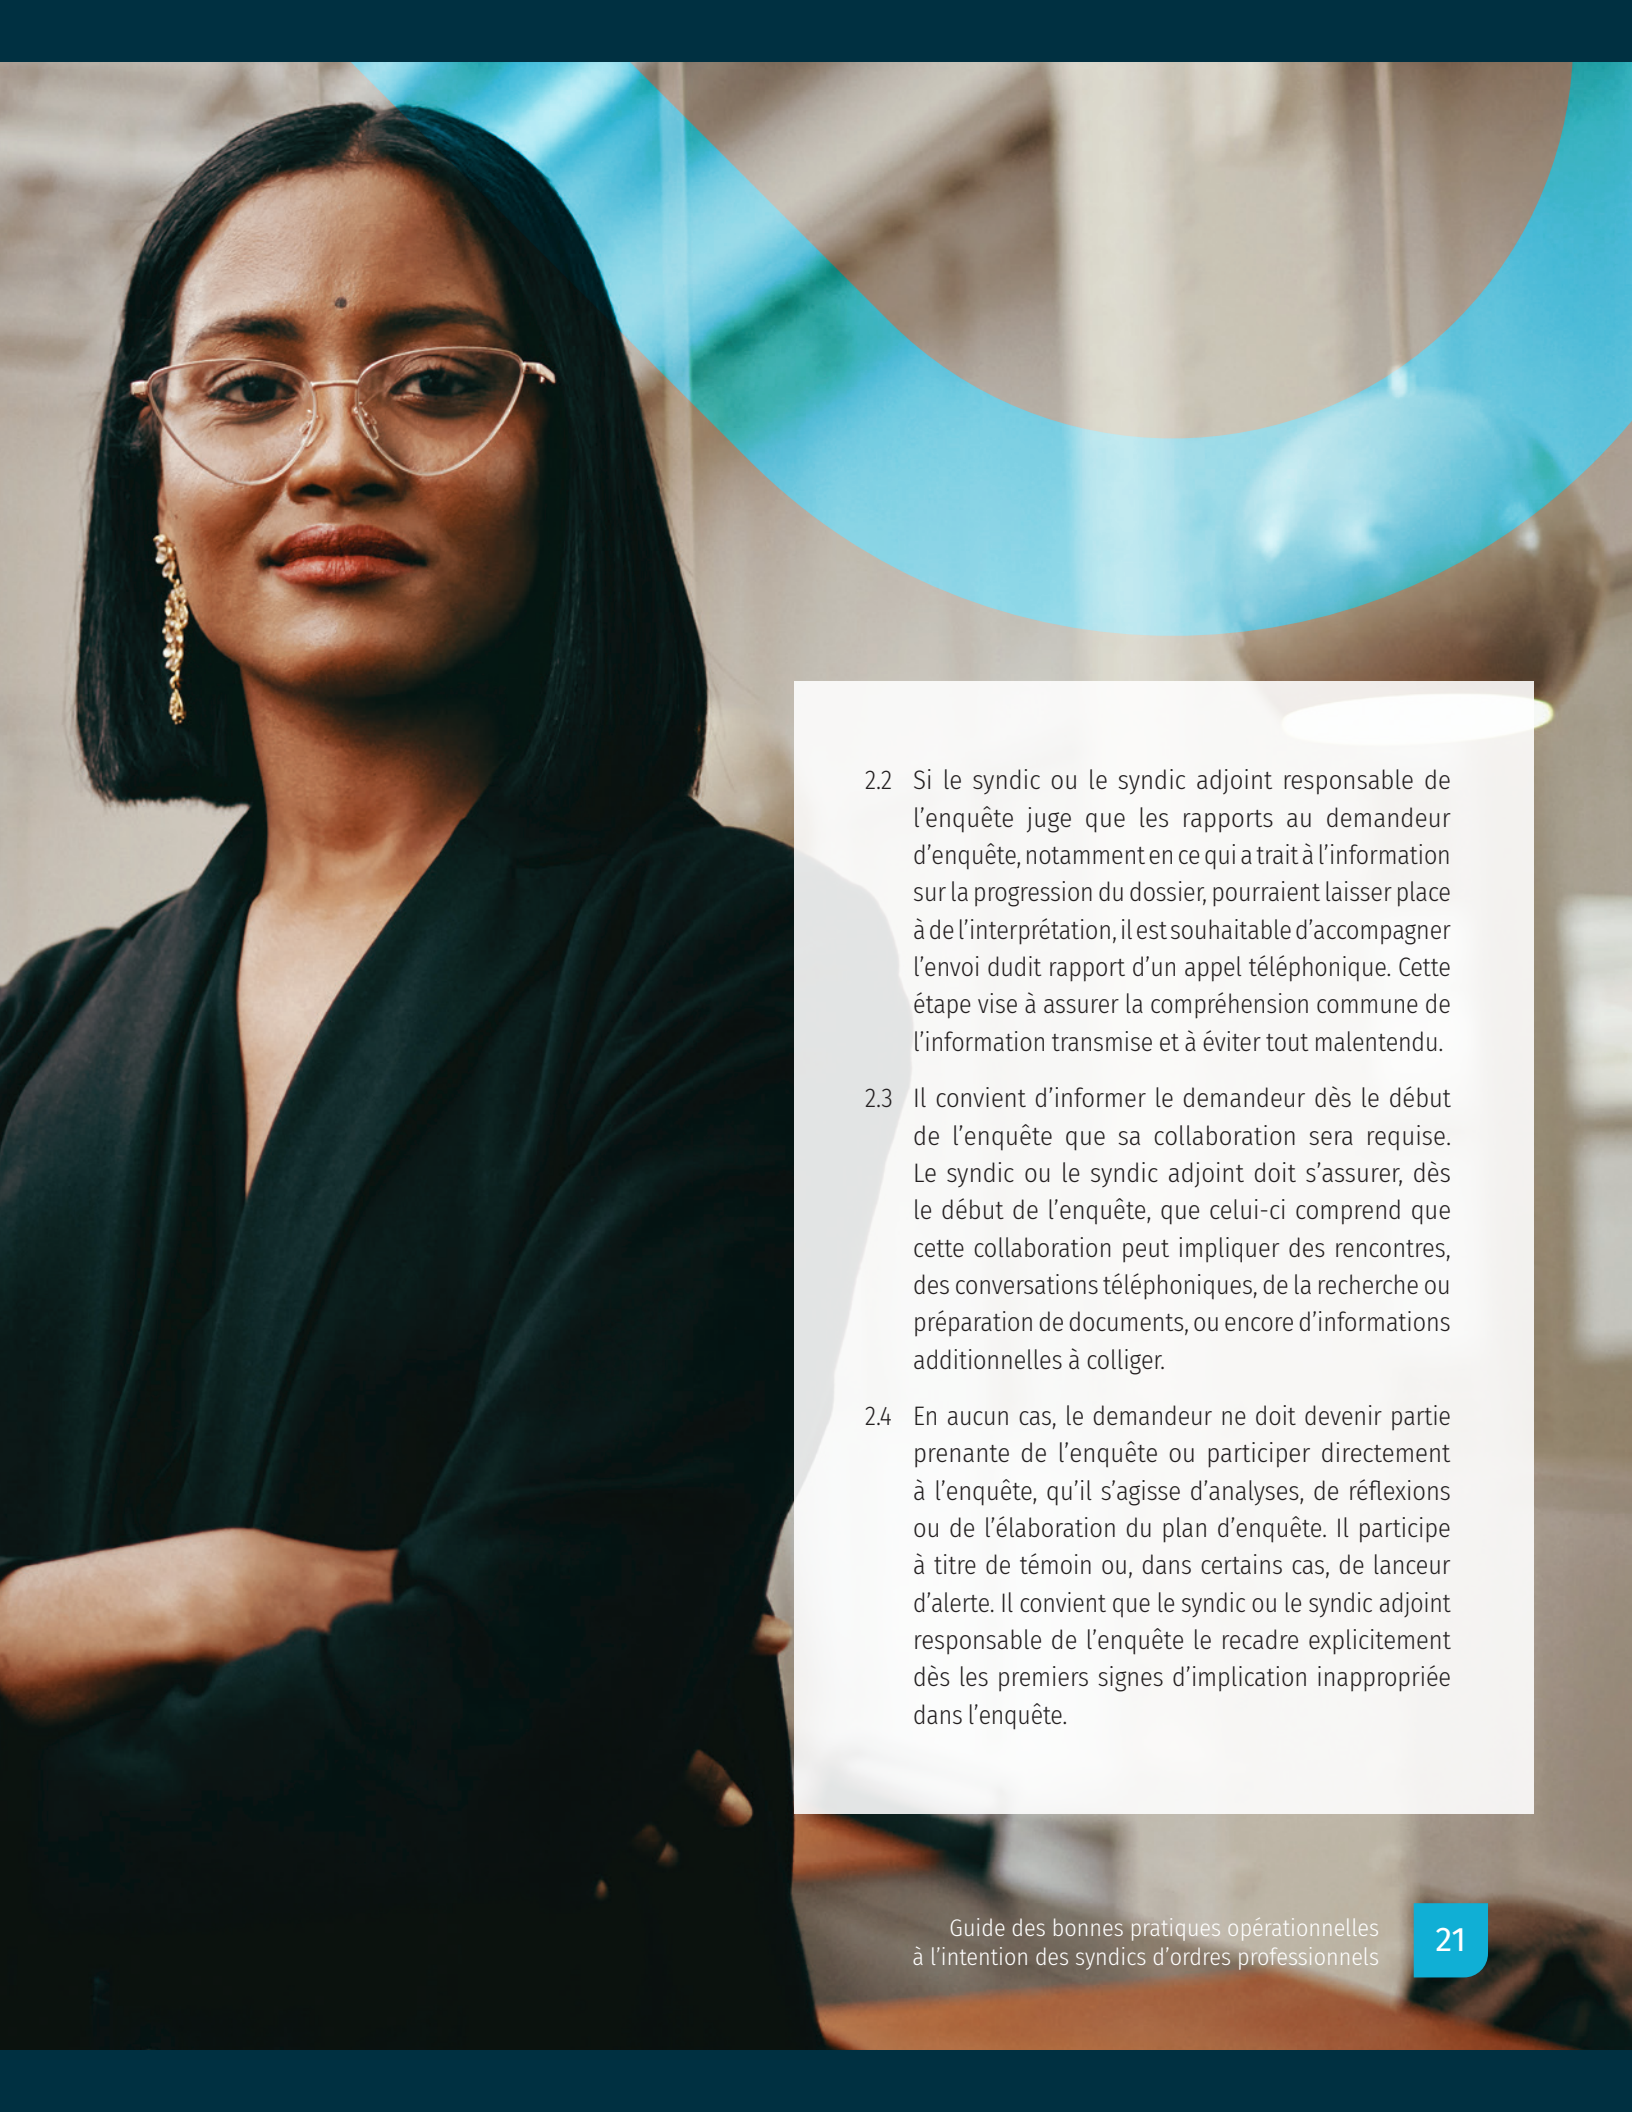 2.2 Si le syndic ou le syndic adjoint responsable de
l’enquête juge que les rapports au demandeur
d’enquête, notamment en ce qui a trait à l’information
sur la progression du dossier, pourraient laisser place
à de l’interprétation, il est souhaitable d’accompagner
l’envoi dudit rapport d’un appel téléphonique. Cette
étape vise à assurer la compréhension commune de
l’information transmise et à éviter tout malentendu.
2.3 Il convient d’informer le demandeur dès le début
de l’enquête que sa collaboration sera requise.
Le syndic ou le syndic adjoint doit s’assurer, dès
le début de l’enquête, que celui-ci comprend que
cette collaboration peut impliquer des rencontres,
des conversations téléphoniques, de la recherche ou
préparation de documents, ou encore d’informations
additionnelles à colliger.
2.4 En aucun cas, le demandeur ne doit devenir partie
prenante de l’enquête ou participer directement
à l’enquête, qu’il s’agisse d’analyses, de réflexions
ou de l’élaboration du plan d’enquête. Il participe
à titre de témoin ou, dans certains cas, de lanceur
d’alerte. Il convient que le syndic ou le syndic adjoint
responsable de l’enquête le recadre explicitement
dès les premiers signes d’implication inappropriée
dans l’enquête.
Guide des bonnes pratiques opérationnelles
à l’intention des syndics d’ordres professionnels
21